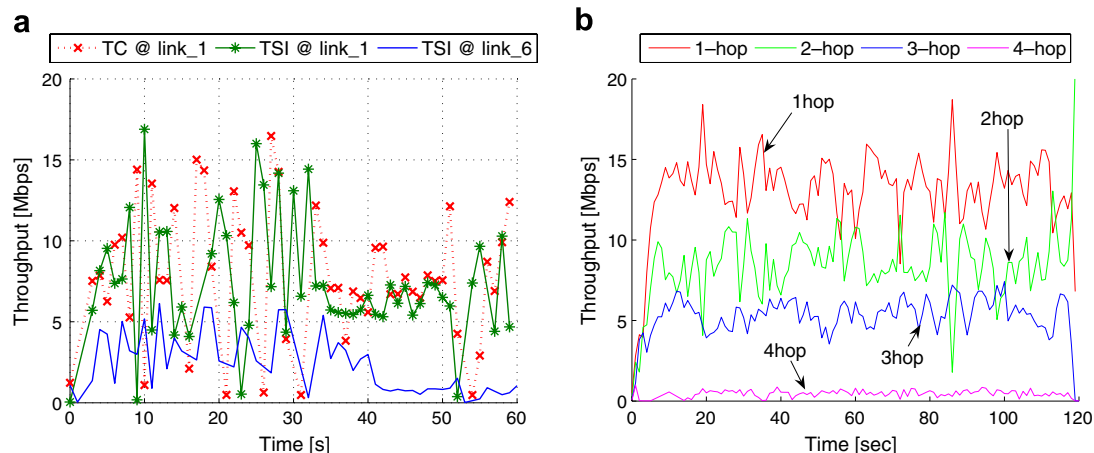 a
TC @ link_1 TSI @ link_1 TSI @ link_6
20
15
10
5
0
Throughput [Mbps]
0 10 20 30 40 50 60
Time [s]
b
1-hop 2-hop 3-hop 4-hop
20
15
10
5
0
Throughput [Mbps]
1hop
2hop
3hop
4hop
0 20 40 60 80 100 120
Time [sec]